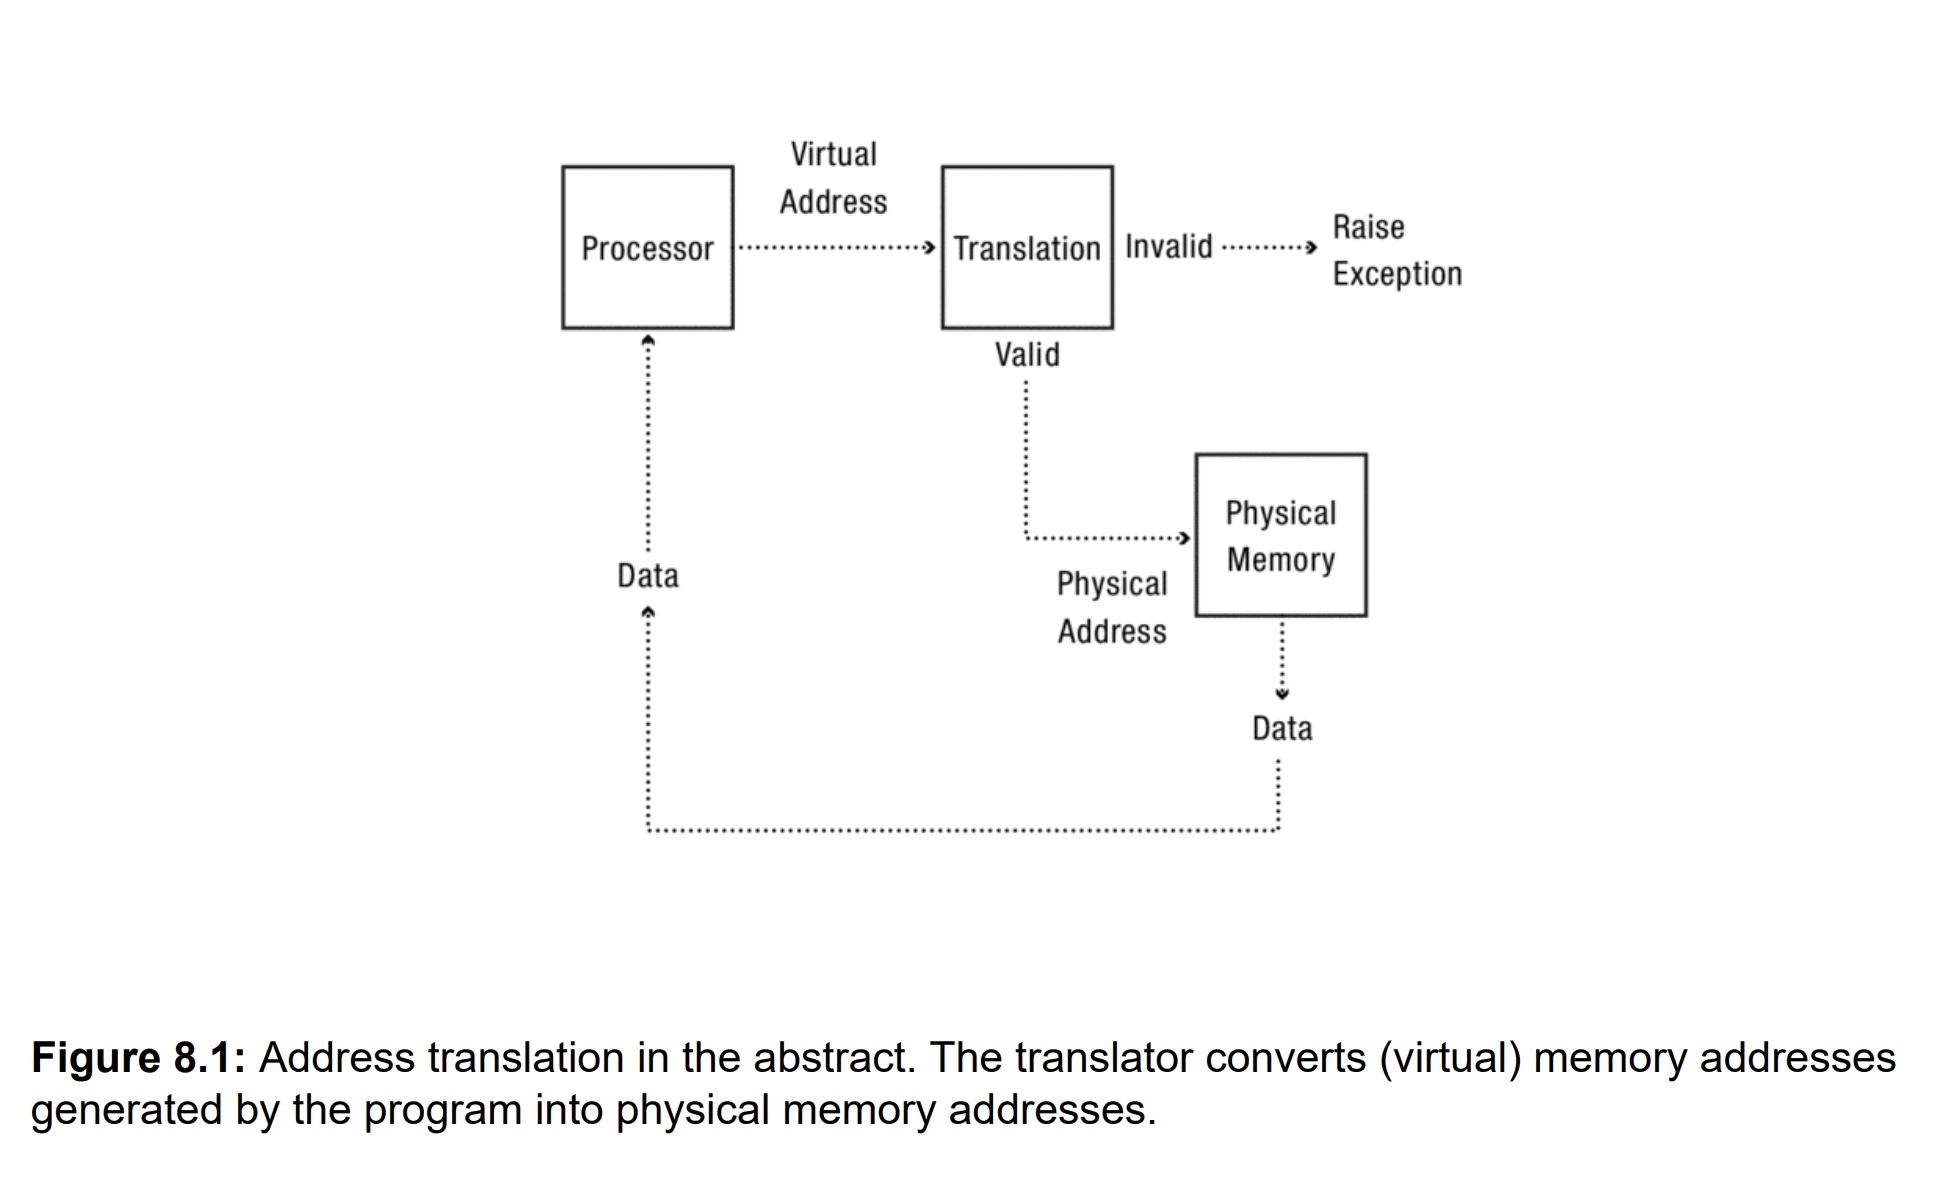 Virtual
Address
Processor
Translation
Invalid
Raise
Exception
Valid
Physical
Memory
Data
Physical
Address
Data
Figure 8.1: Address translation in the abstract. The translator converts (virtual) memory addresses
generated by the program into physical memory addresses.